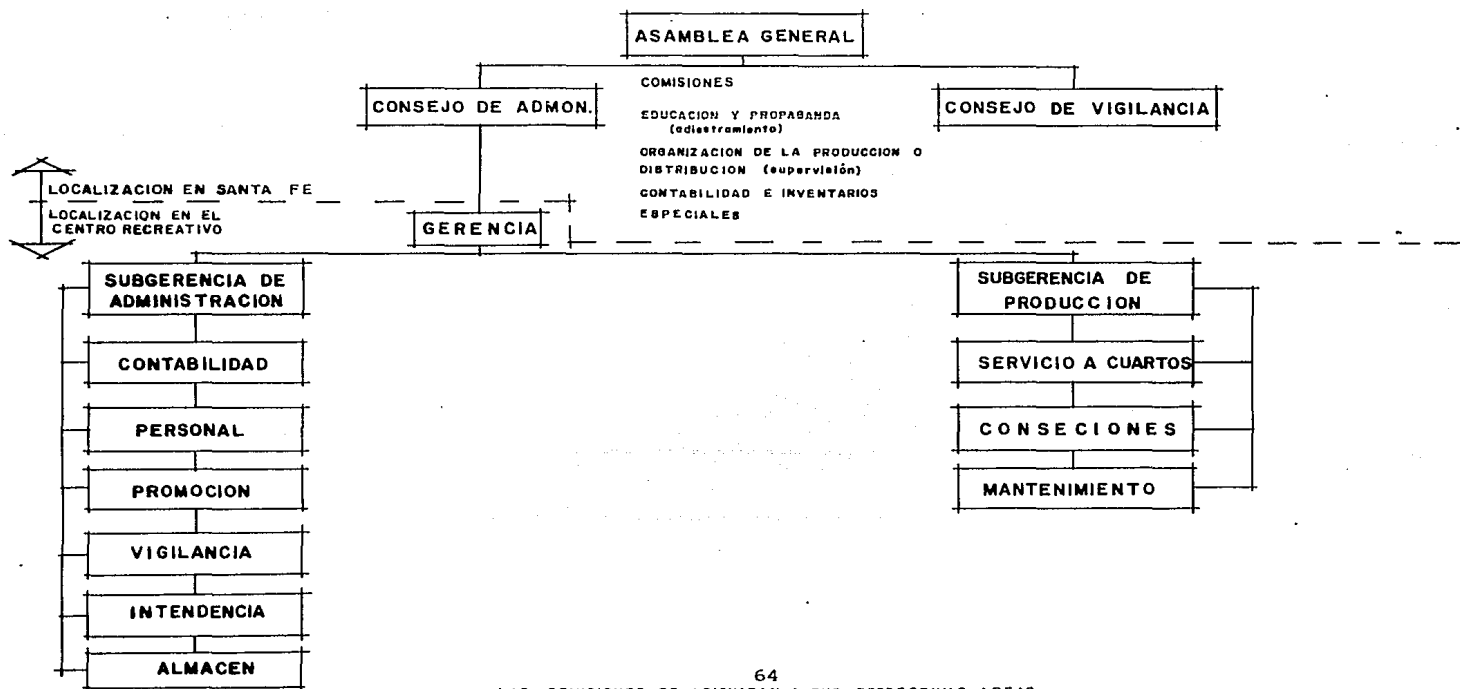 ASAMBLEA GENERAL
CONSEJO DE ADMON.
COMISIONES
EDUCACION Y PROPAGANDA
(adiestramiento)
ORGANIZACION DE LA PRODUCCION O
DISTRIBUCION (supervisión)
CONTABILIDAD E INVENTARIOS
ESPECIALES
CONSEJO DE VIGILANCIA
LOCALIZACION EN SANTA FE
LOCALIZACION EN EL
CENTRO RECREATIVO
GERENCIA
SUBGERENCIA DE
ADMINISTRACION
CONTABILIDAD
PERSONAL
PROMOCION
VIGILANCIA
INTENDENCIA
ALMACEN
SUBGERENCIA DE
PRODUCCION
SERVICIO A CUARTOS
CONSECIONES
MANTENIMIENTO
64